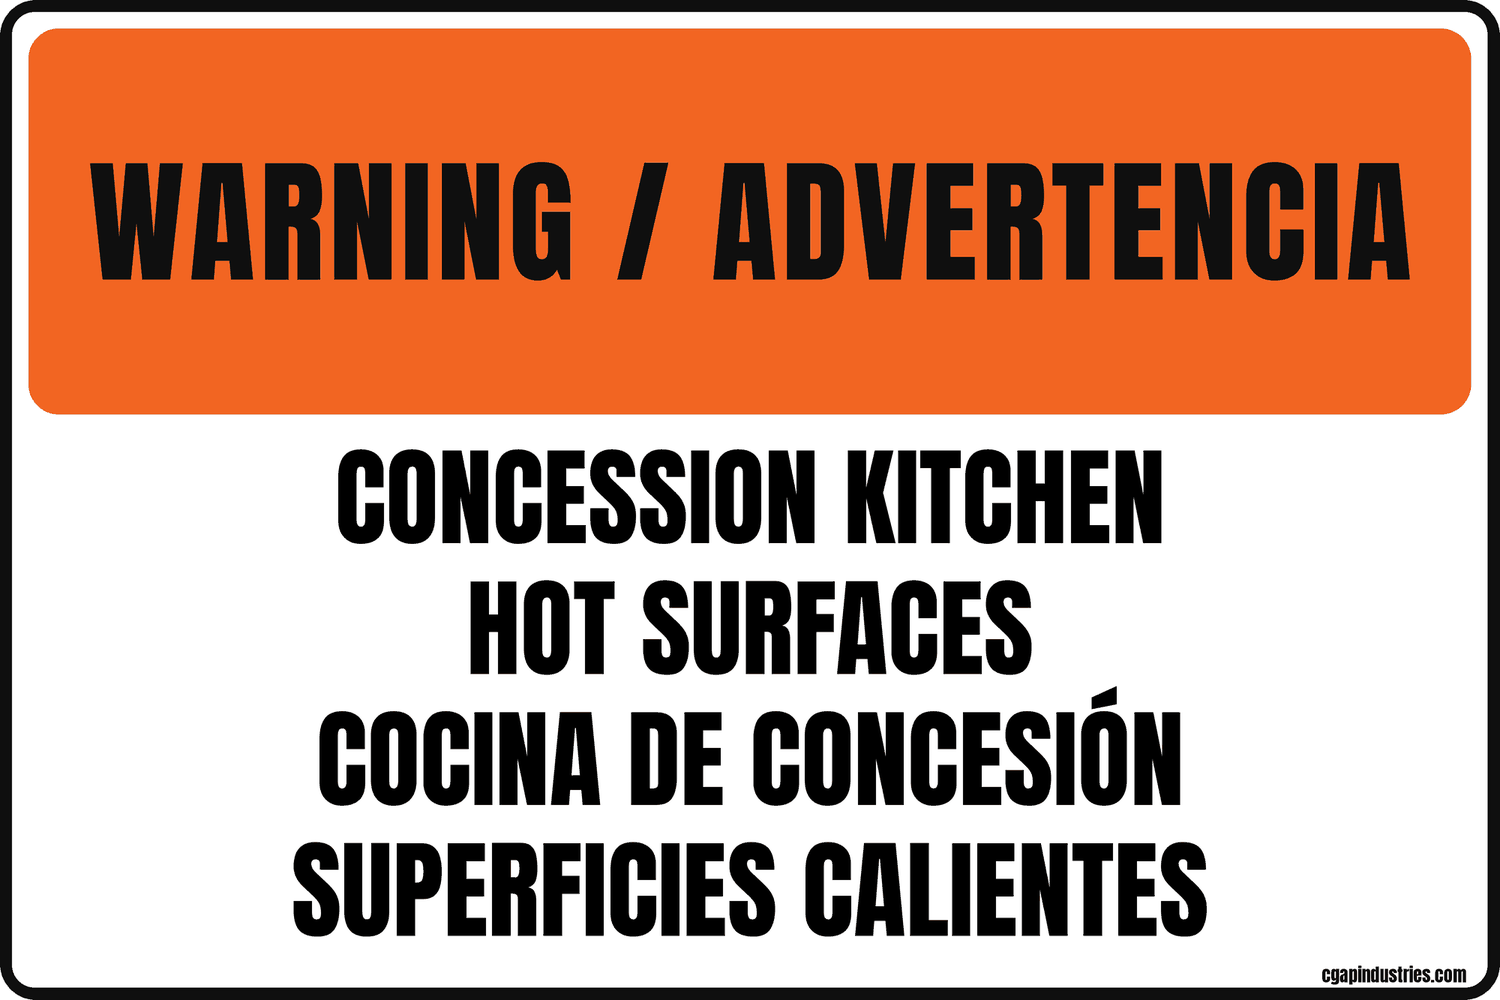 WARNING / ADVERTENCIA
CONCESSION KITCHEN
HOT SURFACES
COCINA DE CONCESIÓN
SUPERFICIES CALIENTES
cgapindustries.com